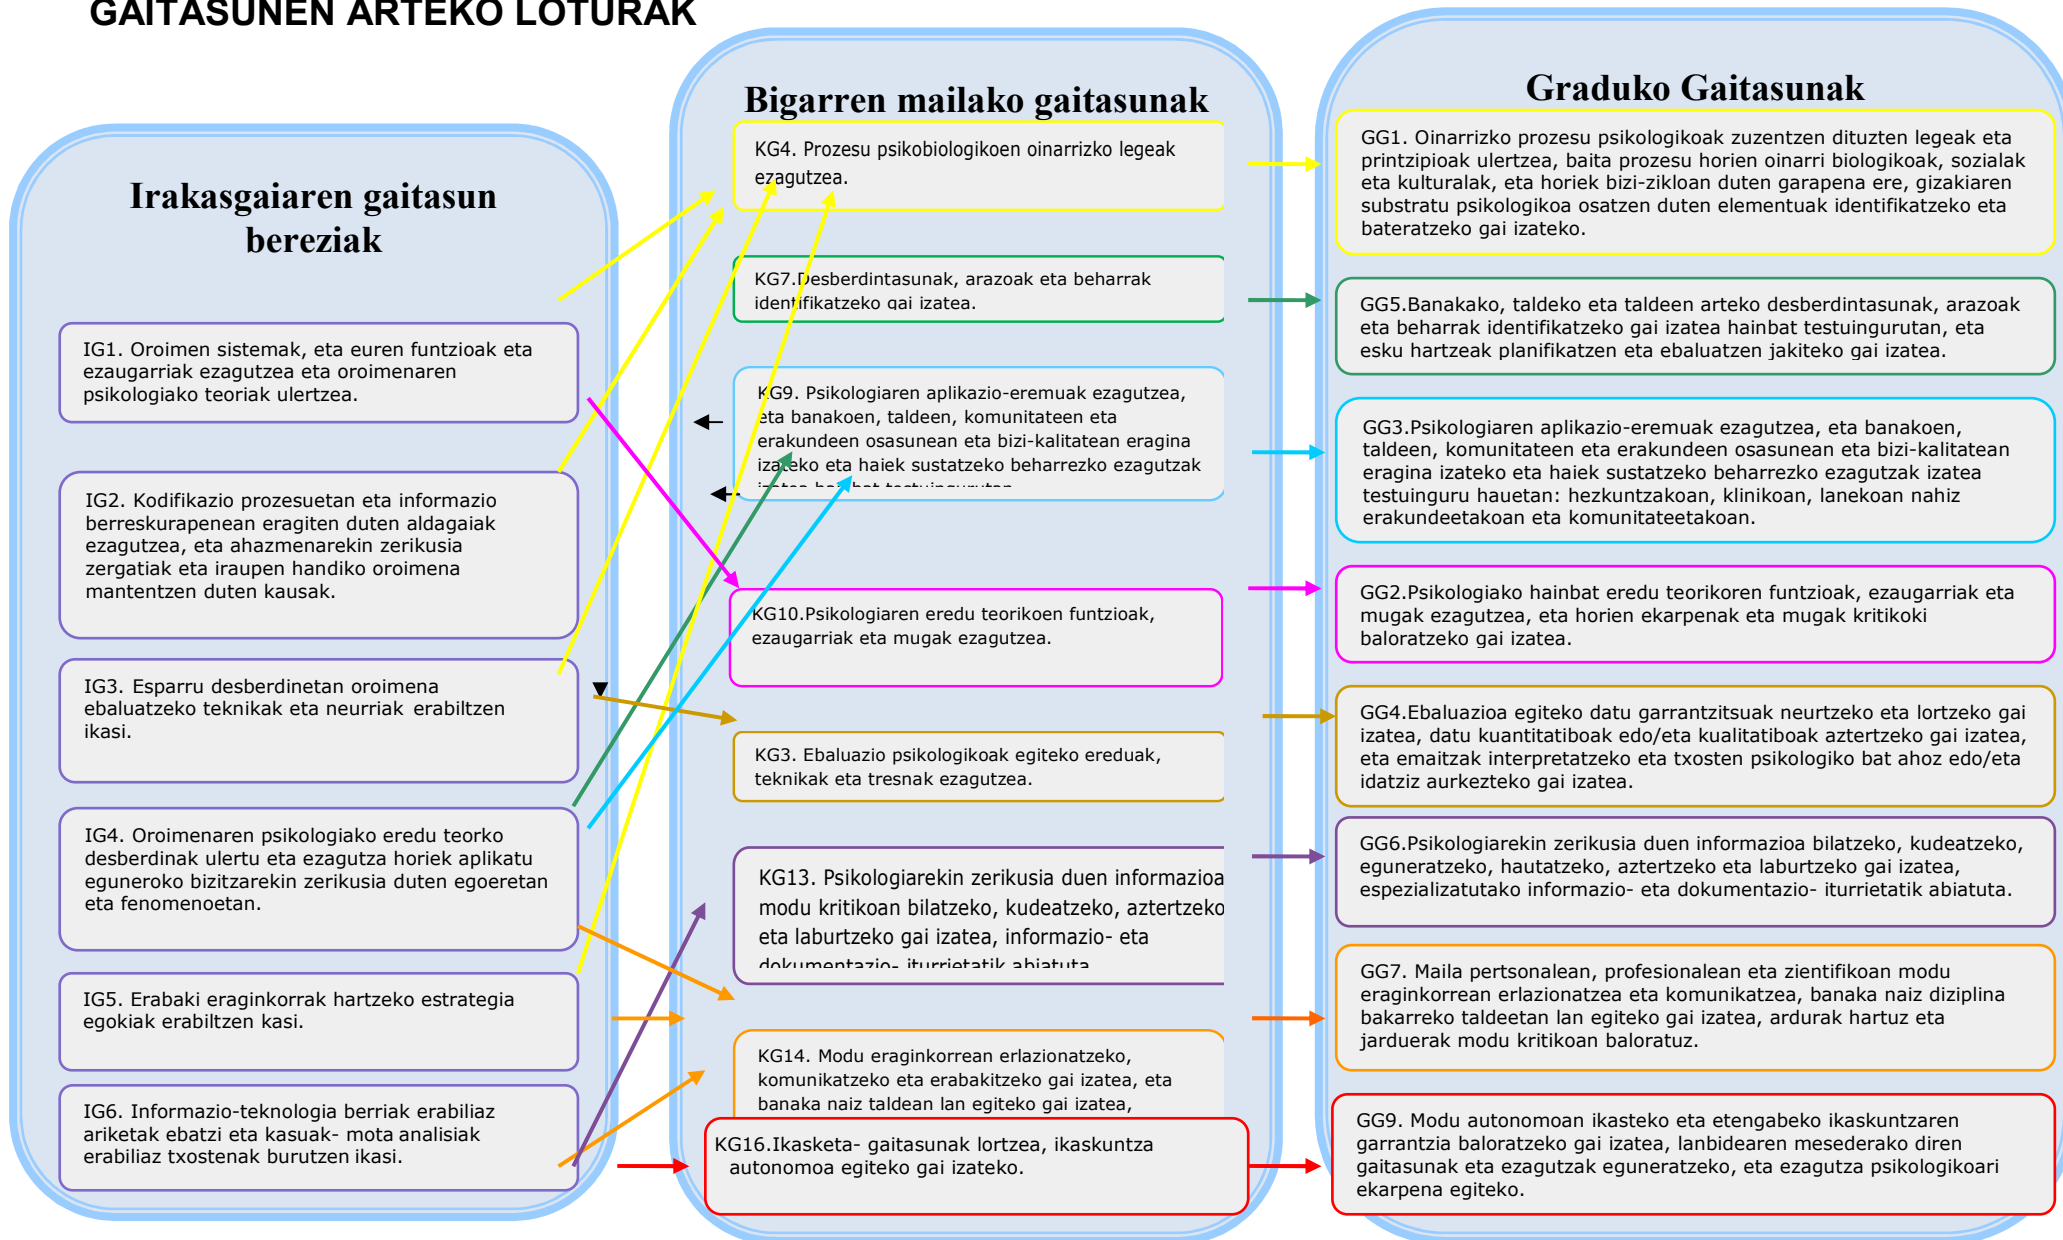 GAITASUNEN ARTEKO LOTURAK
Irakasgaiaren gaitasun
bereziak
IG1. Oroimen sistemak, eta euren funtzioak eta
ezaugarriak ezagutzea eta oroimenaren
psikologiako teoriak ulertzea.
IG2. Kodifikazio prozesuetan eta informazio
berreskurapenean eragiten duten aldagaiak
ezagutzea, eta ahazmenarekin zerikusia
zergatiak eta iraupen handiko oroimena
mantentzen duten kausak.
IG3. Esparru desberdinetan oroimena
ebaluatzeko teknikak eta neurriak erabiltzen
ikasi.
IG4. Oroimenaren psikologiako eredu teorko
desberdinak ulertu eta ezagutza horiek aplikatu
eguneroko bizitzarekin zerikusia duten egoeretan
eta fenomenoetan.
IG5. Erabaki eraginkorrak hartzeko estrategia
egokiak erabiltzen kasi.
IG6. Informazio-teknologia berriak erabiliaz
ariketak ebatzi eta kasuak- mota analisiak
erabiliaz txostenak burutzen ikasi.
Bigarren mailako gaitasunak
KG4. Prozesu psikobiologikoen oinarrizko legeak
ezagutzea.
KG7.Desberdintasunak, arazoak eta beharrak
identifikatzeko gai izatea.
KG9. Psikologiaren aplikazio-eremuak ezagutzea,
eta banakoen, taldeen, komunitateen eta
erakundeen osasunean eta bizi-kalitatean eragina
izateko eta haiek sustatzeko beharrezko ezagutzak
izatea hainbat testuingurutan.
KG10.Psikologiaren eredu teorikoen funtzioak,
ezaugarriak eta mugak ezagutzea.
KG3. Ebaluazio psikologikoak egiteko ereduak,
teknikak eta tresnak ezagutzea.
KG13. Psikologiarekin zerikusia duen informazioa
modu kritikoan bilatzeko, kudeatzeko, aztertzeko
eta laburtzeko gai izatea, informazio- eta
dokumentazio- iturrietatik abiatuta.
KG14. Modu eraginkorrean erlazionatzeko,
komunikatzeko eta erabakitzeko gai izatea, eta
banaka naiz taldean lan egiteko gai izatea,
KG16.Ikasketa- gaitasunak lortzea, ikaskuntza
autonomoa egiteko gai izateko.
Graduko Gaitasunak
GG1. Oinarrizko prozesu psikologikoak zuzentzen dituzten legeak eta
printzipioak ulertzea, baita prozesu horien oinarri biologikoak, sozialak
eta kulturalak, eta horiek bizi-zikloan duten garapena ere, gizakiaren
substratu psikologikoa osatzen duten elementuak identifikatzeko eta
bateratzeko gai izateko.
GG5.Banakako, taldeko eta taldeen arteko desberdintasunak, arazoak
eta beharrak identifikatzeko gai izatea hainbat testuingurutan, eta
esku hartzeak planifikatzen eta ebaluatzen jakiteko gai izatea.
GG3.Psikologiaren aplikazio-eremuak ezagutzea, eta banakoen,
taldeen, komunitateen eta erakundeen osasunean eta bizi-kalitatean
eragina izateko eta haiek sustatzeko beharrezko ezagutzak izatea
testuinguru hauetan: hezkuntzakoan, klinikoan, lanekoan nahiz
erakundeetakoan eta komunitateetakoan.
GG2.Psikologiako hainbat eredu teorikoren funtzioak, ezaugarriak eta
mugak ezagutzea, eta horien ekarpenak eta mugak kritikoki
baloratzeko gai izatea.
GG4.Ebaluazioa egiteko datu garrantzitsuak neurtzeko eta lortzeko gai
izatea, datu kuantitatiboak edo/eta kualitatiboak aztertzeko gai izatea,
eta emaitzak interpretatzeko eta txosten psikologiko bat ahoz edo/eta
idatziz aurkezteko gai izatea.
GG6.Psikologiarekin zerikusia duen informazioa bilatzeko, kudeatzeko,
eguneratzeko, hautatzeko, aztertzeko eta laburtzeko gai izatea,
espezializatutako informazio- eta dokumentazio- iturrietatik abiatuta.
GG7. Maila pertsonalean, profesionalean eta zientifikoan modu
eraginkorrean erlazionatzea eta komunikatzea, banaka naiz diziplina
bakarreko taldeetan lan egiteko gai izatea, ardurak hartuz eta
jarduerak modu kritikoan baloratuz.
GG9. Modu autonomoan ikasteko eta etengabeko ikaskuntzaren
garrantzia baloratzeko gai izatea, lanbidearen mesederako diren
gaitasunak eta ezagutzak eguneratzeko, eta ezagutza psikologikoari
ekarpena egiteko.